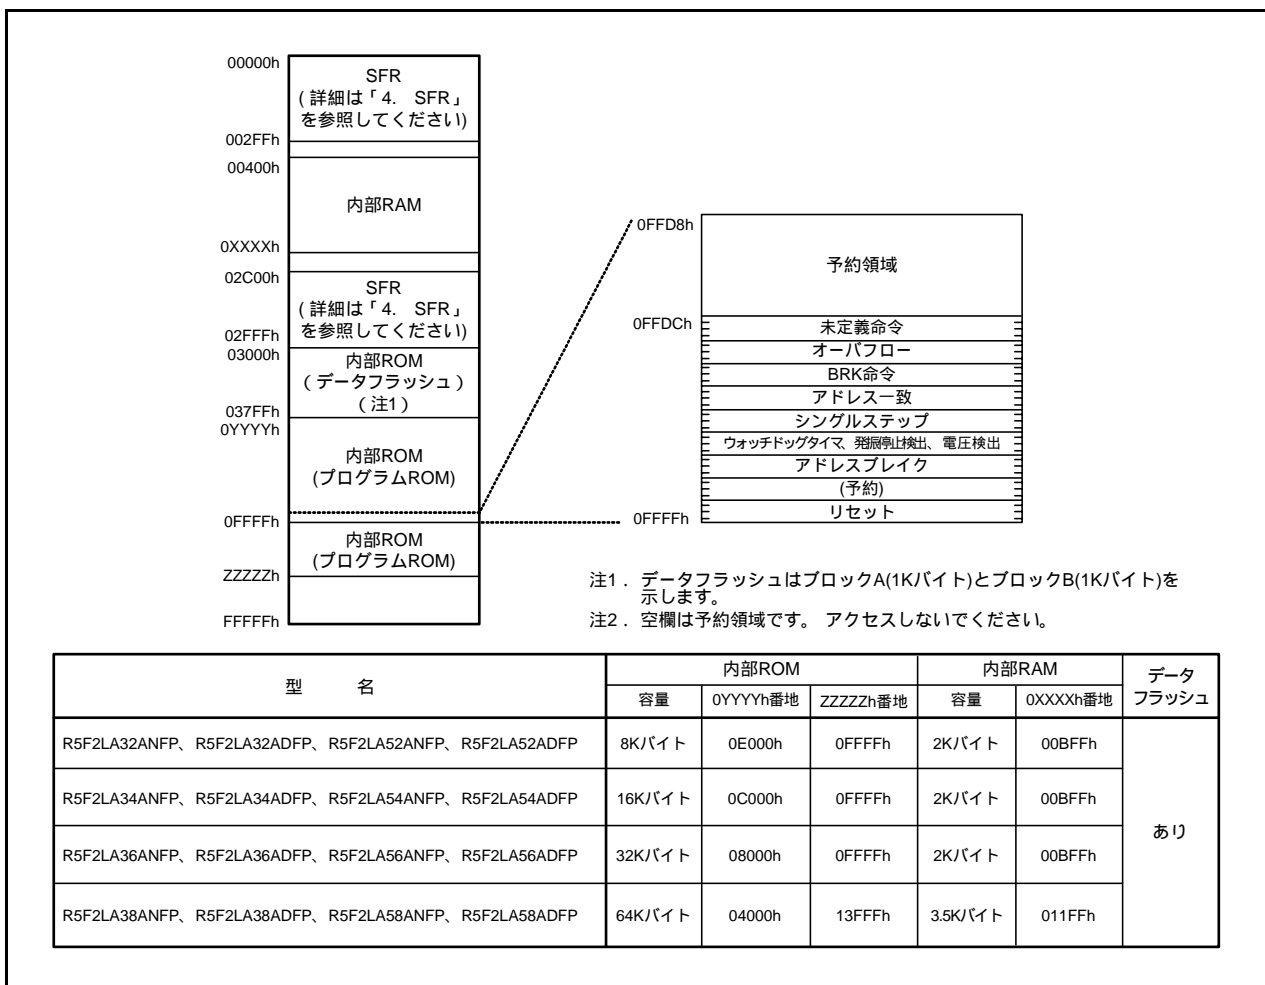 00000h
SFR
(詳細は「4. SFR」
を参照してください)
002FFh
00400h
内部RAM
0XXXXh
02C00h
SFR
(詳細は「4. SFR」
を参照してください)
02FFFh
03000h
内部ROM
(データフラッシュ)
(注1)
037FFh
0YYYYh
内部ROM
(プログラムROM)
0FFFFh
内部ROM
(プログラムROM)
ZZZZZh
FFFFFh
0FFD8h
予約領域
0FFDCh
未定義命令
オーバフロー
BRK命令
アドレス一致
シングルステップ
ウォッチドッグタイマ、発振停止検出、電圧検出
アドレスブレイク
(予約)
リセット
0FFFFh
注1. データフラッシュはブロックA(1Kバイト)とブロックB(1Kバイト)を
示します。
注2. 空欄は予約領域です。 アクセスしないでください。
型 名 内部ROM 内部RAM データ
フラッシュ
容量 0YYYYh番地 ZZZZZh番地 容量 0XXXXh番地
R5F2LA32ANFP、R5F2LA32ADFP、R5F2LA52ANFP、R5F2LA52ADFP 8Kバイト 0E000h 0FFFFh 2Kバイト 00BFFh
R5F2LA34ANFP、R5F2LA34ADFP、R5F2LA54ANFP、R5F2LA54ADFP 16Kバイト 0C000h 0FFFFh 2Kバイト 00BFFh
あり
R5F2LA36ANFP、R5F2LA36ADFP、R5F2LA56ANFP、R5F2LA56ADFP 32Kバイト 08000h 0FFFFh 2Kバイト 00BFFh
R5F2LA38ANFP、R5F2LA38ADFP、R5F2LA58ANFP、R5F2LA58ADFP 64Kバイト 04000h 13FFFh 3.5Kバイト 011FFh